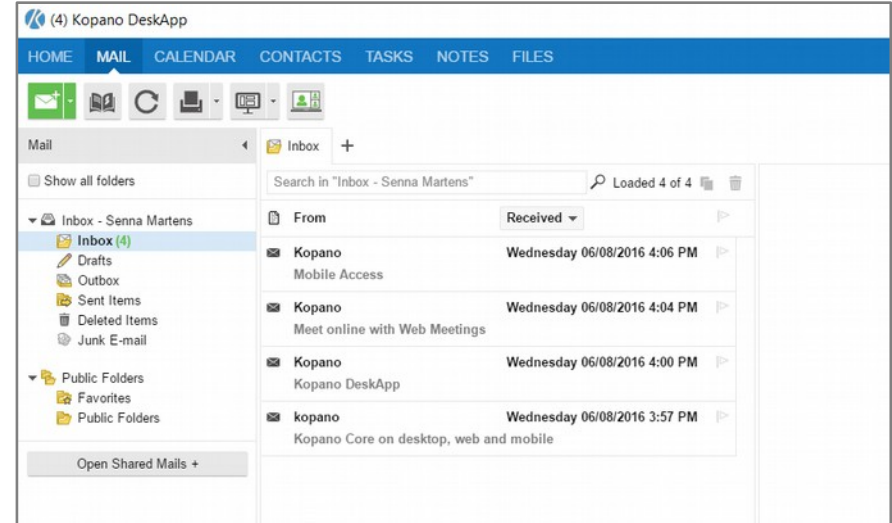 (4) Kopano DeskApp
HOME MAIL CALENDAR CONTACTS TASKS NOTES FILES
Mail
Inbox +
Show all folders
Search in "Inbox - Senna Martens" Loaded 4 of 4
Inbox - Senna Martens
From Received
Inbox (4)
Drafts
Outbox
Sent Items
Deleted Items
Junk E-mail
Public Folders
Favorites
Public Folders
Open Shared Mails +
Kopano Wednesday 06/08/2016 4:06 PM
Mobile Access
Kopano Wednesday 06/08/2016 4:04 PM
Meet online with Web Meetings
Kopano Wednesday 06/08/2016 4:00 PM
Kopano DeskApp
kopano Wednesday 06/08/2016 3:57 PM
Kopano Core on desktop, web and mobile